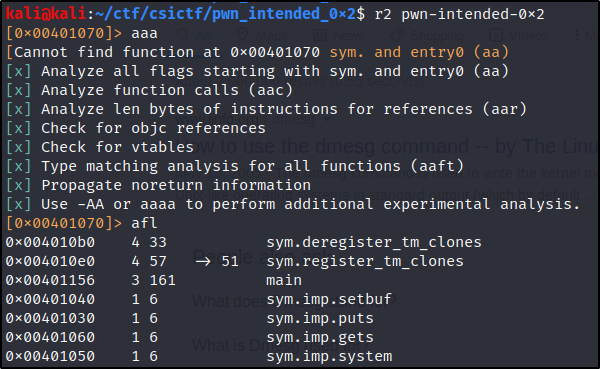 kali@kali:~/ctf/csictf/pwn_intended_0×2$ r2 pwn-intended-0×2
[0×00401070]> aaa
[Cannot find function at 0×00401070 sym. and entry0 (aa)
[x] Analyze all flags starting with sym. and entry0 (aa)
[x] Analyze function calls (aac)
[x] Analyze len bytes of instructions for references (aar)
[x] Check for objc references
[x] Check for vtables
[x] Type matching analysis for all functions (aaft)
[x] Propagate noreturn information
[x] Use -AA or aaaa to perform additional experimental analysis.
[0×00401070]> afl
0×004010b0 4 33 sym.deregister_tm_clones
0×004010e0 4 57 → 51 sym.register_tm_clones
0×00401156 3 161 main
0×00401040 1 6 sym.imp.setbuf
0×00401030 1 6 sym.imp.puts
0×00401060 1 6 sym.imp.gets
0×00401050 1 6 sym.imp.system